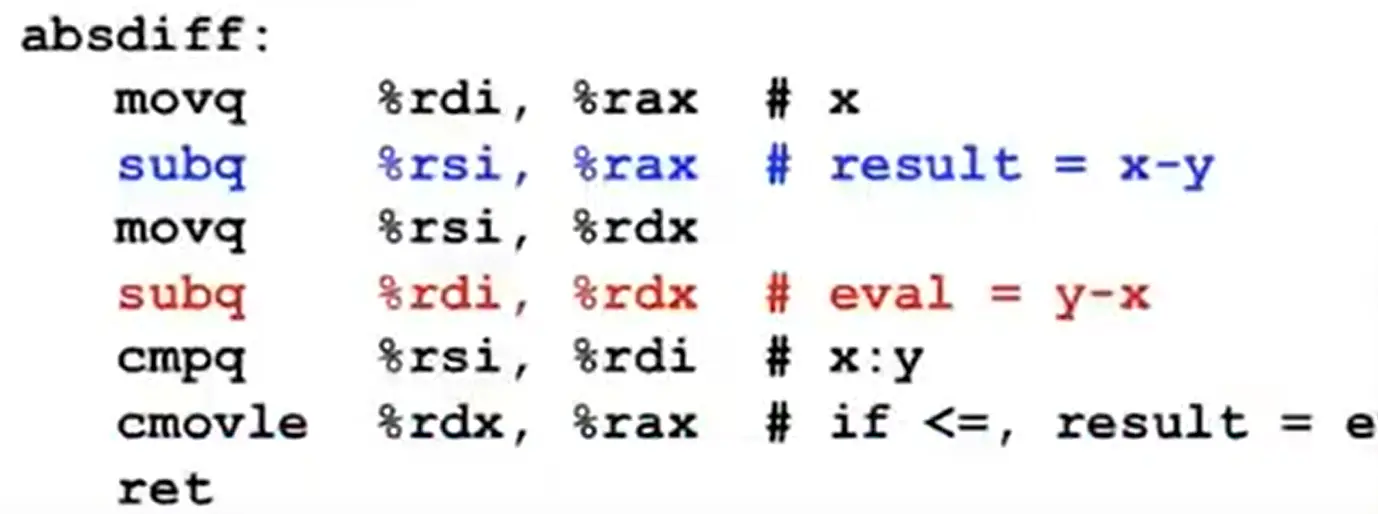 absdiff:
movq %rdi, %rax # x
subq %rsi, %rax # result = x-y
movq %rsi, %rdx
subq %rdi, %rdx # eval = y-x
cmpq %rsi, %rdi # x:y
cmovle %rdx, %rax # if <=, result =
ret